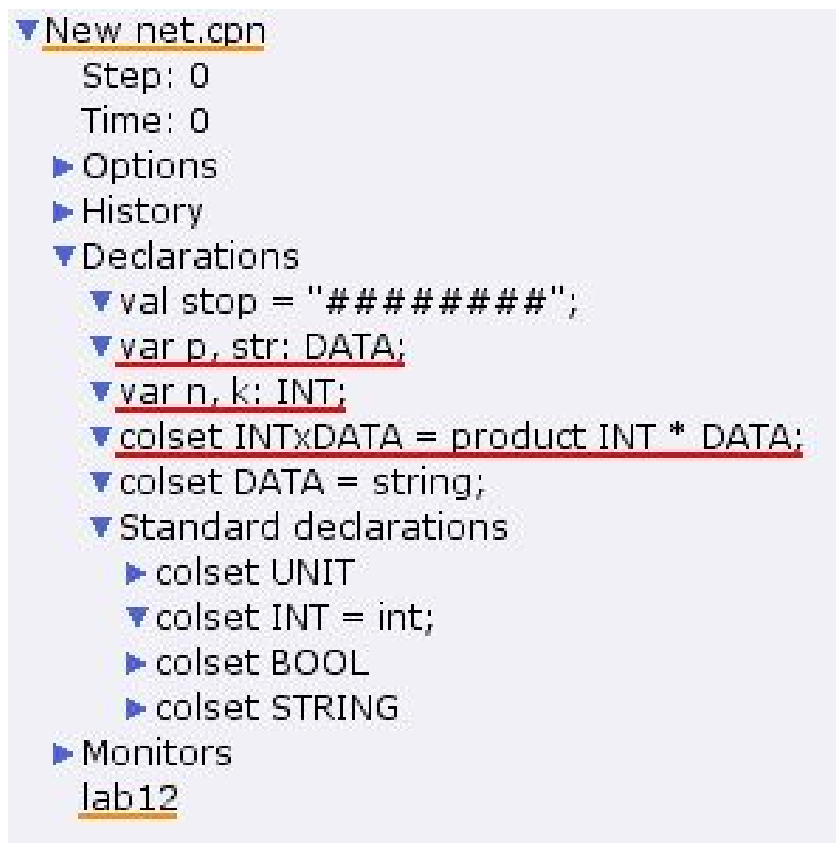 New net.cpn
Step: 0
Time: 0
Options
History
Declarations
val stop = "########";
var p, str: DATA;
var n, k: INT;
colset INTxDATA = product INT * DATA;
colset DATA = string;
Standard declarations
colset UNIT
colset INT = int;
colset BOOL
colset STRING
Monitors
lab12